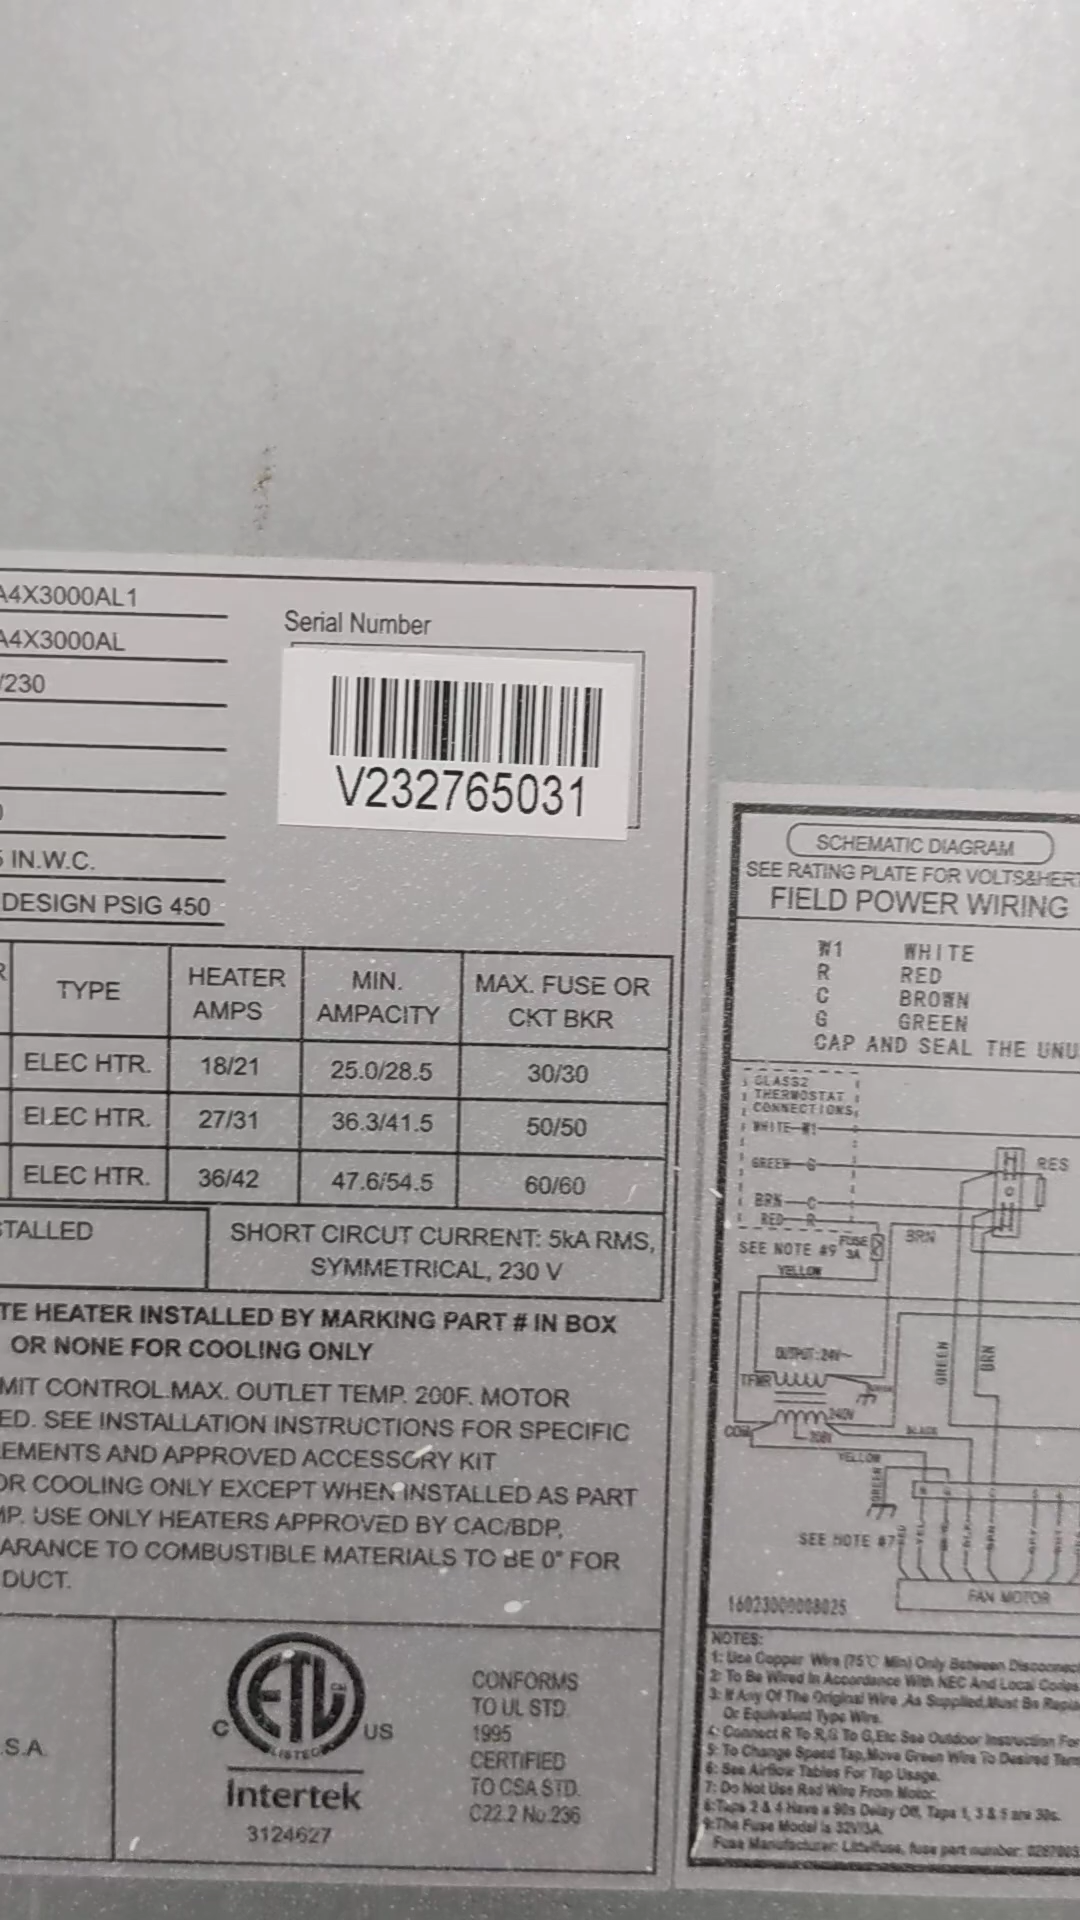 A4X3000AL1
A4X3000AL
/230
IN.W.C.
DESIGN PSIG 450
Serial Number
V232765031
TYPE
HEATER AMPS
MIN. AMPACITY
MAX. FUSE OR CKT BKR
ELEC HTR. 18/21 25.0/28.5 30/30
ELEC HTR. 27/31 36.3/41.5 50/50
ELEC HTR. 36/42 47.6/54.5 60/60
TALLED
SHORT CIRCUT CURRENT: 5kA RMS,
SYMMETRICAL, 230 V
TE HEATER INSTALLED BY MARKING PART # IN BOX
OR NONE FOR COOLING ONLY
MIT CONTROL.MAX. OUTLET TEMP. 200F. MOTOR
ED. SEE INSTALLATION INSTRUCTIONS FOR SPECIFIC
EMENTS AND APPROVED ACCESSORY KIT
OR COOLING ONLY EXCEPT WHEN INSTALLED AS PART
MP. USE ONLY HEATERS APPROVED BY CAC/BDP,
ARANCE TO COMBUSTIBLE MATERIALS TO BE 0" FOR
DUCT.
S.A.
C ETL US
LISTED
Intertek
3124627
CONFORMS
TO UL STD.
1995
CERTIFIED
TO CSA STD.
C22.2 No.236
SCHEMATIC DIAGRAM
SEE RATING PLATE FOR VOLTS&HERT
FIELD POWER WIRING
W1 WHITE
R RED
C BROWN
G GREEN
CAP AND SEAL THE UNU
CLASS2
THERMOSTAT
CONNECTIONS
WHITE W1
GREEN G
RES
BRN C
RED R
BRN
FUSE
3A
SEE NOTE #9
YELLOW
GREEN
BRN
OUTPUT:24V~
TFMR
240V
208V
COM
BLACK
YELLOW
GREEN
SEE NOTE #7
FAN MOTOR
16023000008025
NOTES:
1: Use Copper Wire (75°C Min) Only Between Disconnec
2: To Be Wired In Accordance With NEC And Local Codes
3: If Any Of The Original Wire ,As Supplied,Must Be Repla
Or Equivalent Type Wire.
4: Connect R To R,G To G,Etc See Outdoor Instruction For
5: To Change Speed Tap,Move Green Wire To Desired Term
6: See Airflow Tables For Tap Usage.
7: Do Not Use Red Wire From Motor.
8:Taps 2 & 4 Have a 90s Delay Off, Taps 1, 3 & 5 are 30s.
9:The Fuse Model is 32V/3A.
Fuse Manufacturer: Littelfuse, fuse part number: